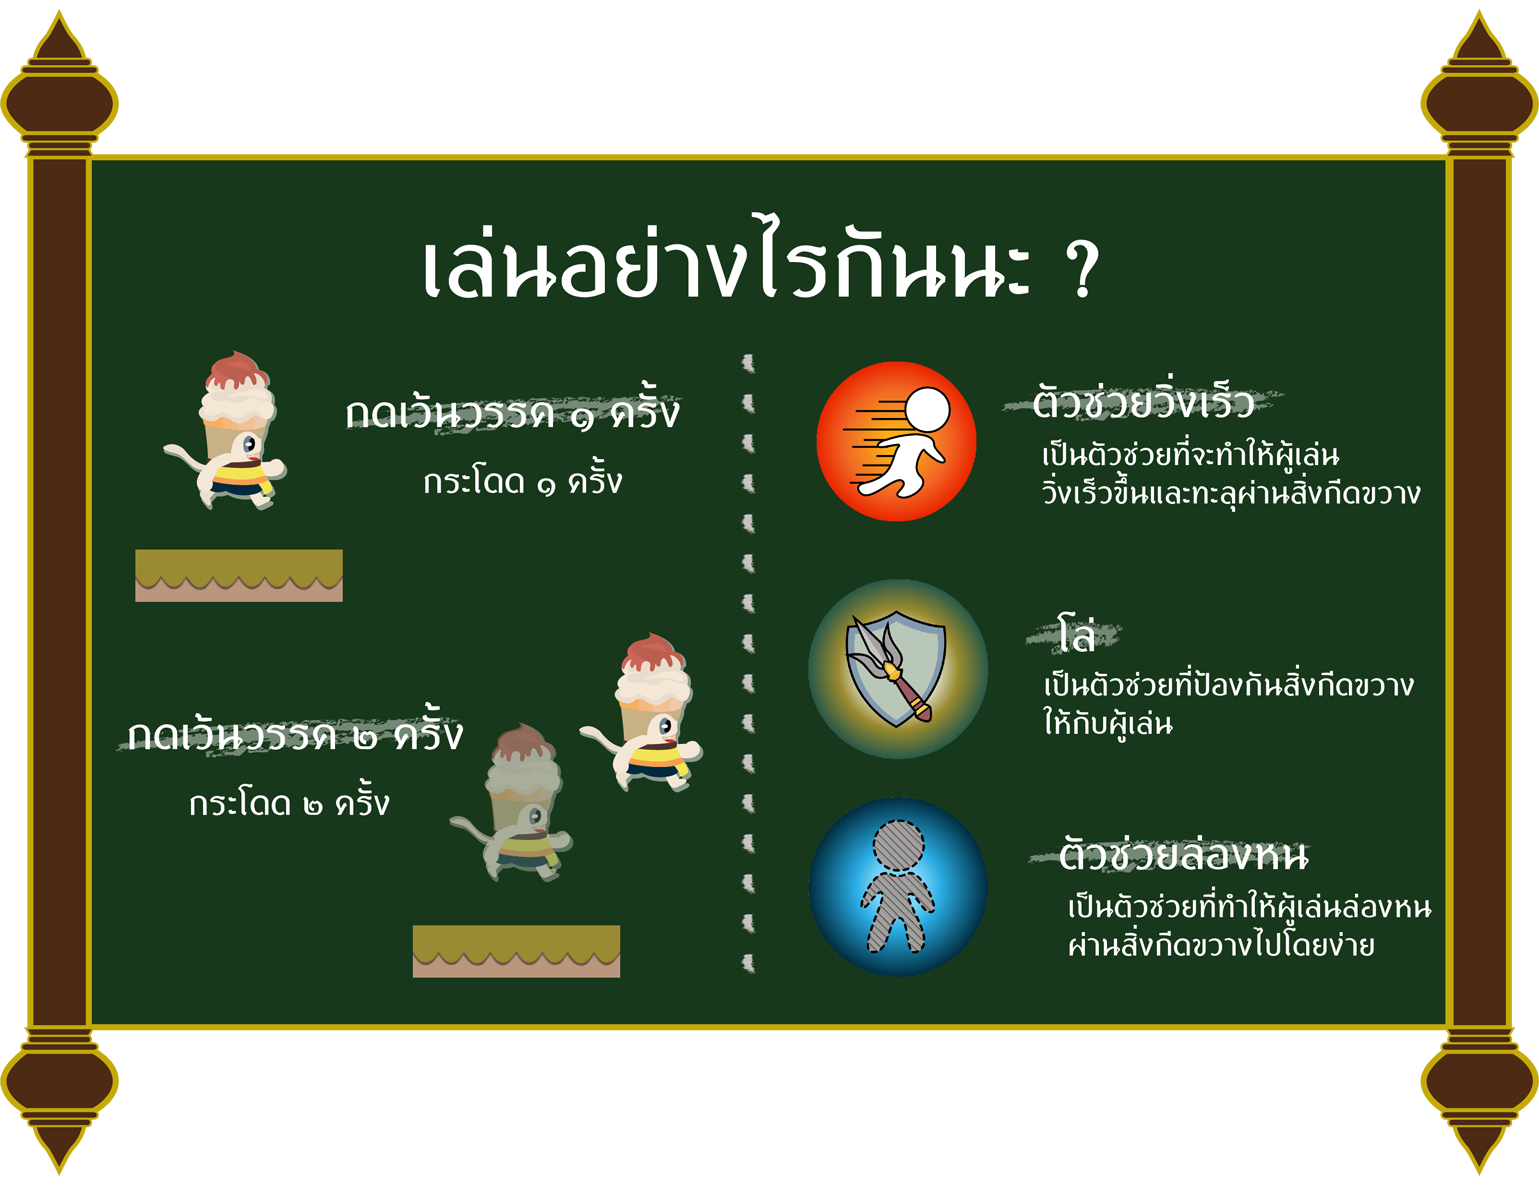 เล่นอย่างไรกันนะ ?
กดเว้นวรรค ๑ ครั้ง
กระโดด ๑ ครั้ง
กดเว้นวรรค ๒ ครั้ง
กระโดด ๒ ครั้ง
ตัวช่วยวิ่งเร็ว
เป็นตัวช่วยที่จะทำให้ผู้เล่น
วิ่งเร็วขึ้นและทะลุผ่านสิ่งกีดขวาง
โล่
เป็นตัวช่วยที่ป้องกันสิ่งกีดขวาง
ให้กับผู้เล่น
ตัวช่วยล่องหน
เป็นตัวช่วยที่ทำให้ผู้เล่นล่องหน
ผ่านสิ่งกีดขวางไปโดยง่าย